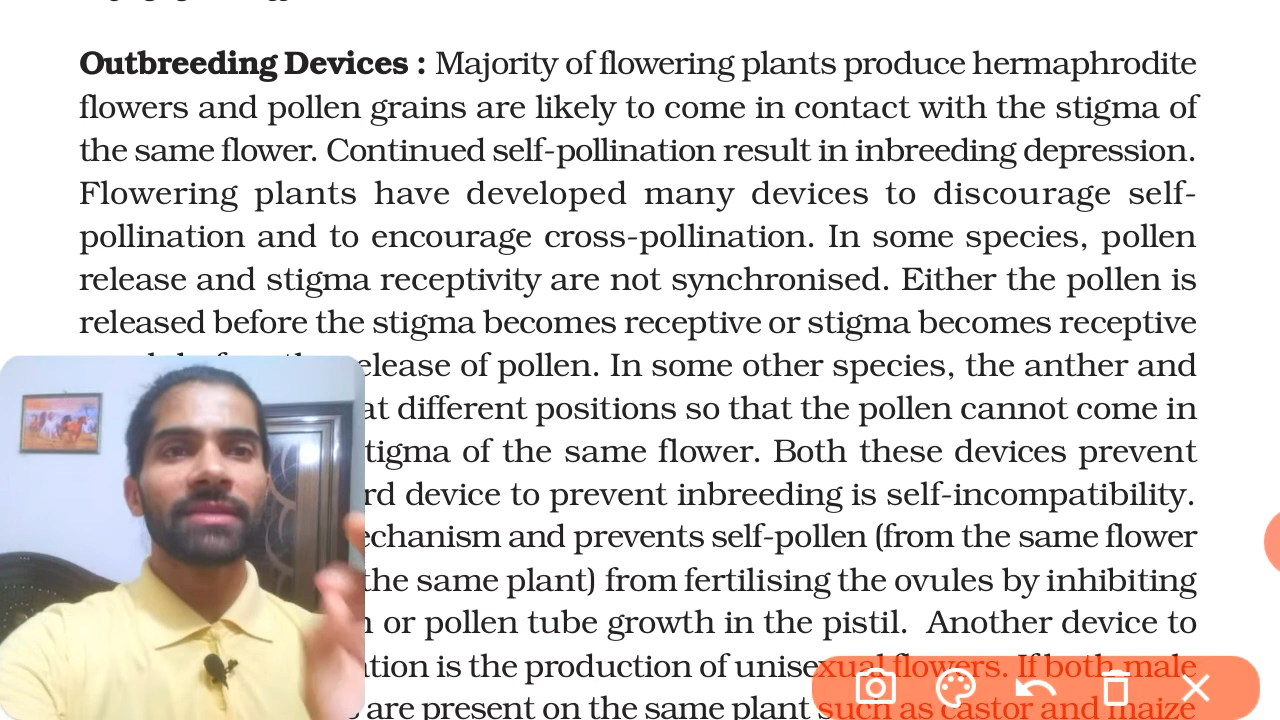 Outbreeding Devices : Majority of flowering plants produce hermaphrodite
flowers and pollen grains are likely to come in contact with the stigma of
the same flower. Continued self-pollination result in inbreeding depression.
Flowering plants have developed many devices to discourage self-
pollination and to encourage cross-pollination. In some species, pollen
release and stigma receptivity are not synchronised. Either the pollen is
released before the stigma becomes receptive or stigma becomes receptive
release of pollen. In some other species, the anther and
at different positions so that the pollen cannot come in
stigma of the same flower. Both these devices prevent
device to prevent inbreeding is self-incompatibility.
mechanism and prevents self-pollen (from the same flower
the same plant) from fertilising the ovules by inhibiting
or pollen tube growth in the pistil. Another device to
is the production of unisexual flowers. If both male
are present on the same plant such as castor and maize